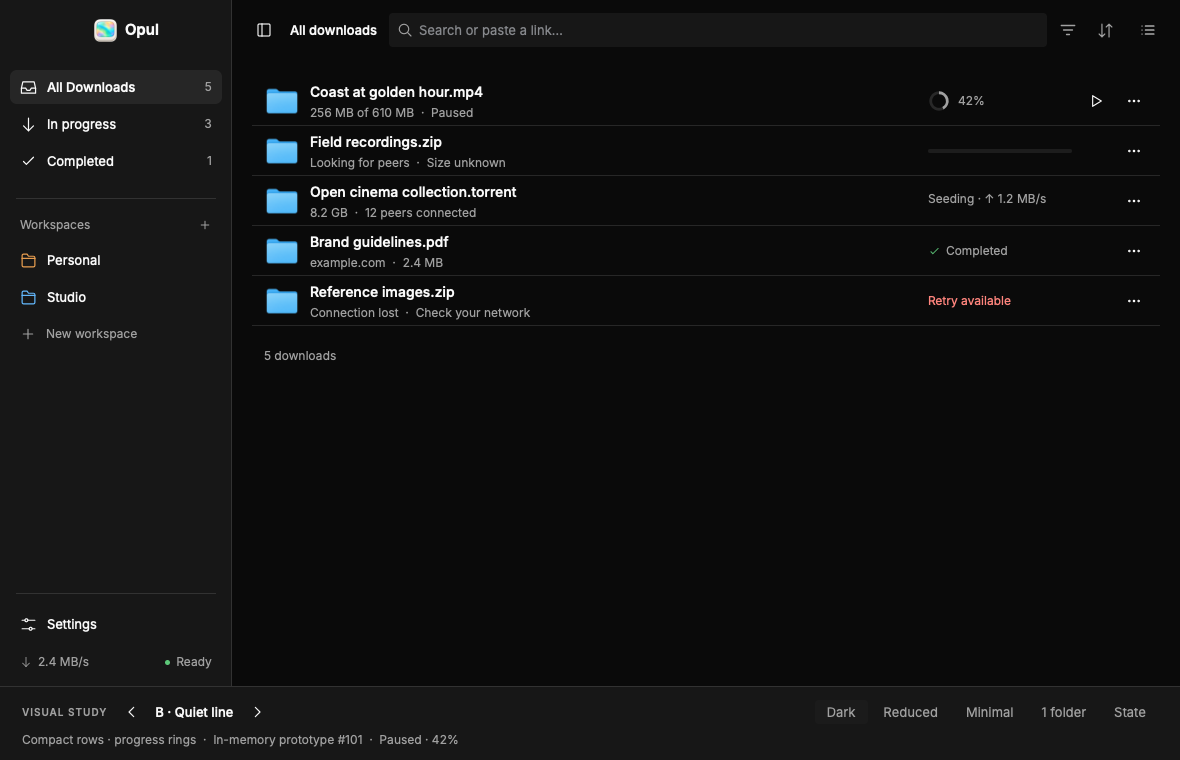 Opul
All downloads
Search or paste a link...
All Downloads 5
In progress 3
Completed 1
Workspaces
Personal
Studio
New workspace
Coast at golden hour.mp4
256 MB of 610 MB · Paused
42%
Field recordings.zip
Looking for peers · Size unknown
Open cinema collection.torrent
8.2 GB · 12 peers connected
Seeding · ↑ 1.2 MB/s
Brand guidelines.pdf
example.com · 2.4 MB
Completed
Reference images.zip
Connection lost · Check your network
Retry available
5 downloads
Settings
↓ 2.4 MB/s
Ready
VISUAL STUDY
B · Quiet line
Dark
Reduced
Minimal
1 folder
State
Compact rows · progress rings · In-memory prototype #101 · Paused · 42%